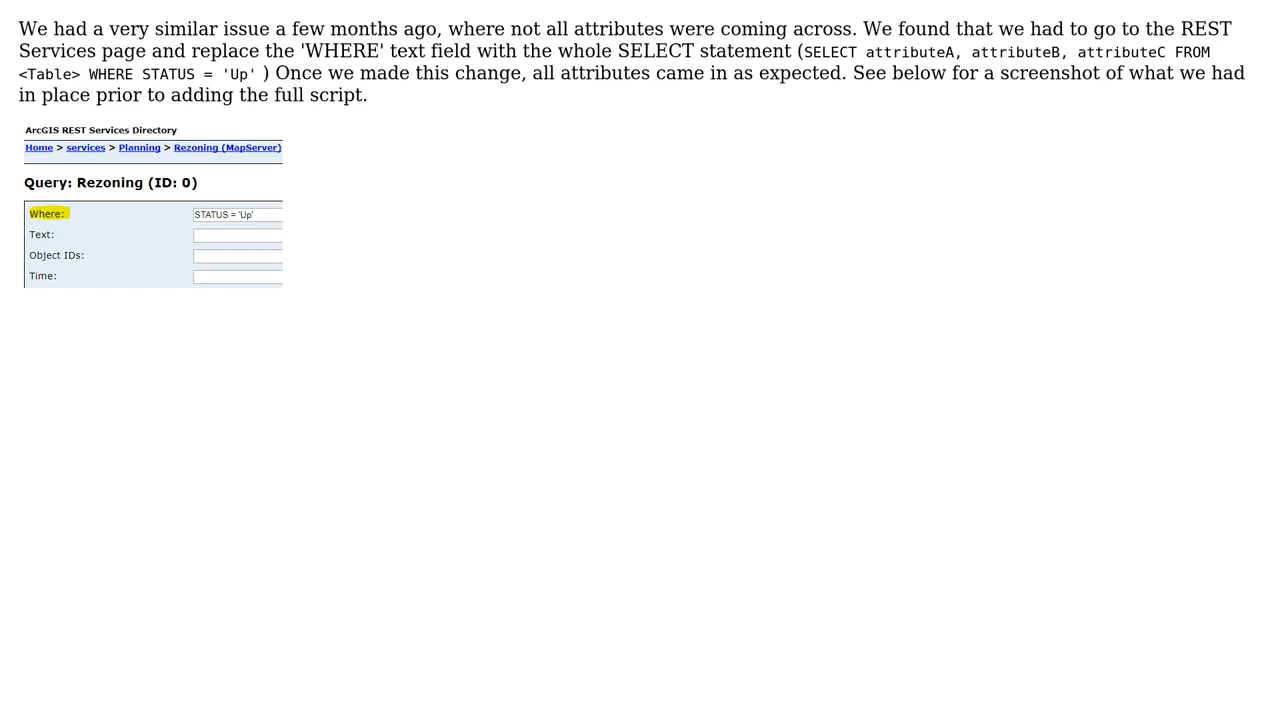 We had a very similar issue a few months ago, where not all attributes were coming across. We found that we had to go to the REST
Services page and replace the 'WHERE' text field with the whole SELECT statement (SELECT attributeA, attributeB, attributeC FROM
<Table> WHERE STATUS = 'Up' ) Once we made this change, all attributes came in as expected. See below for a screenshot of what we had
in place prior to adding the full script.
ArcGIS REST Services Directory
Home > services > Planning > Rezoning (MapServer)
Query: Rezoning (ID: 0)
Where: STATUS = 'Up'
Text:
Object IDs:
Time: